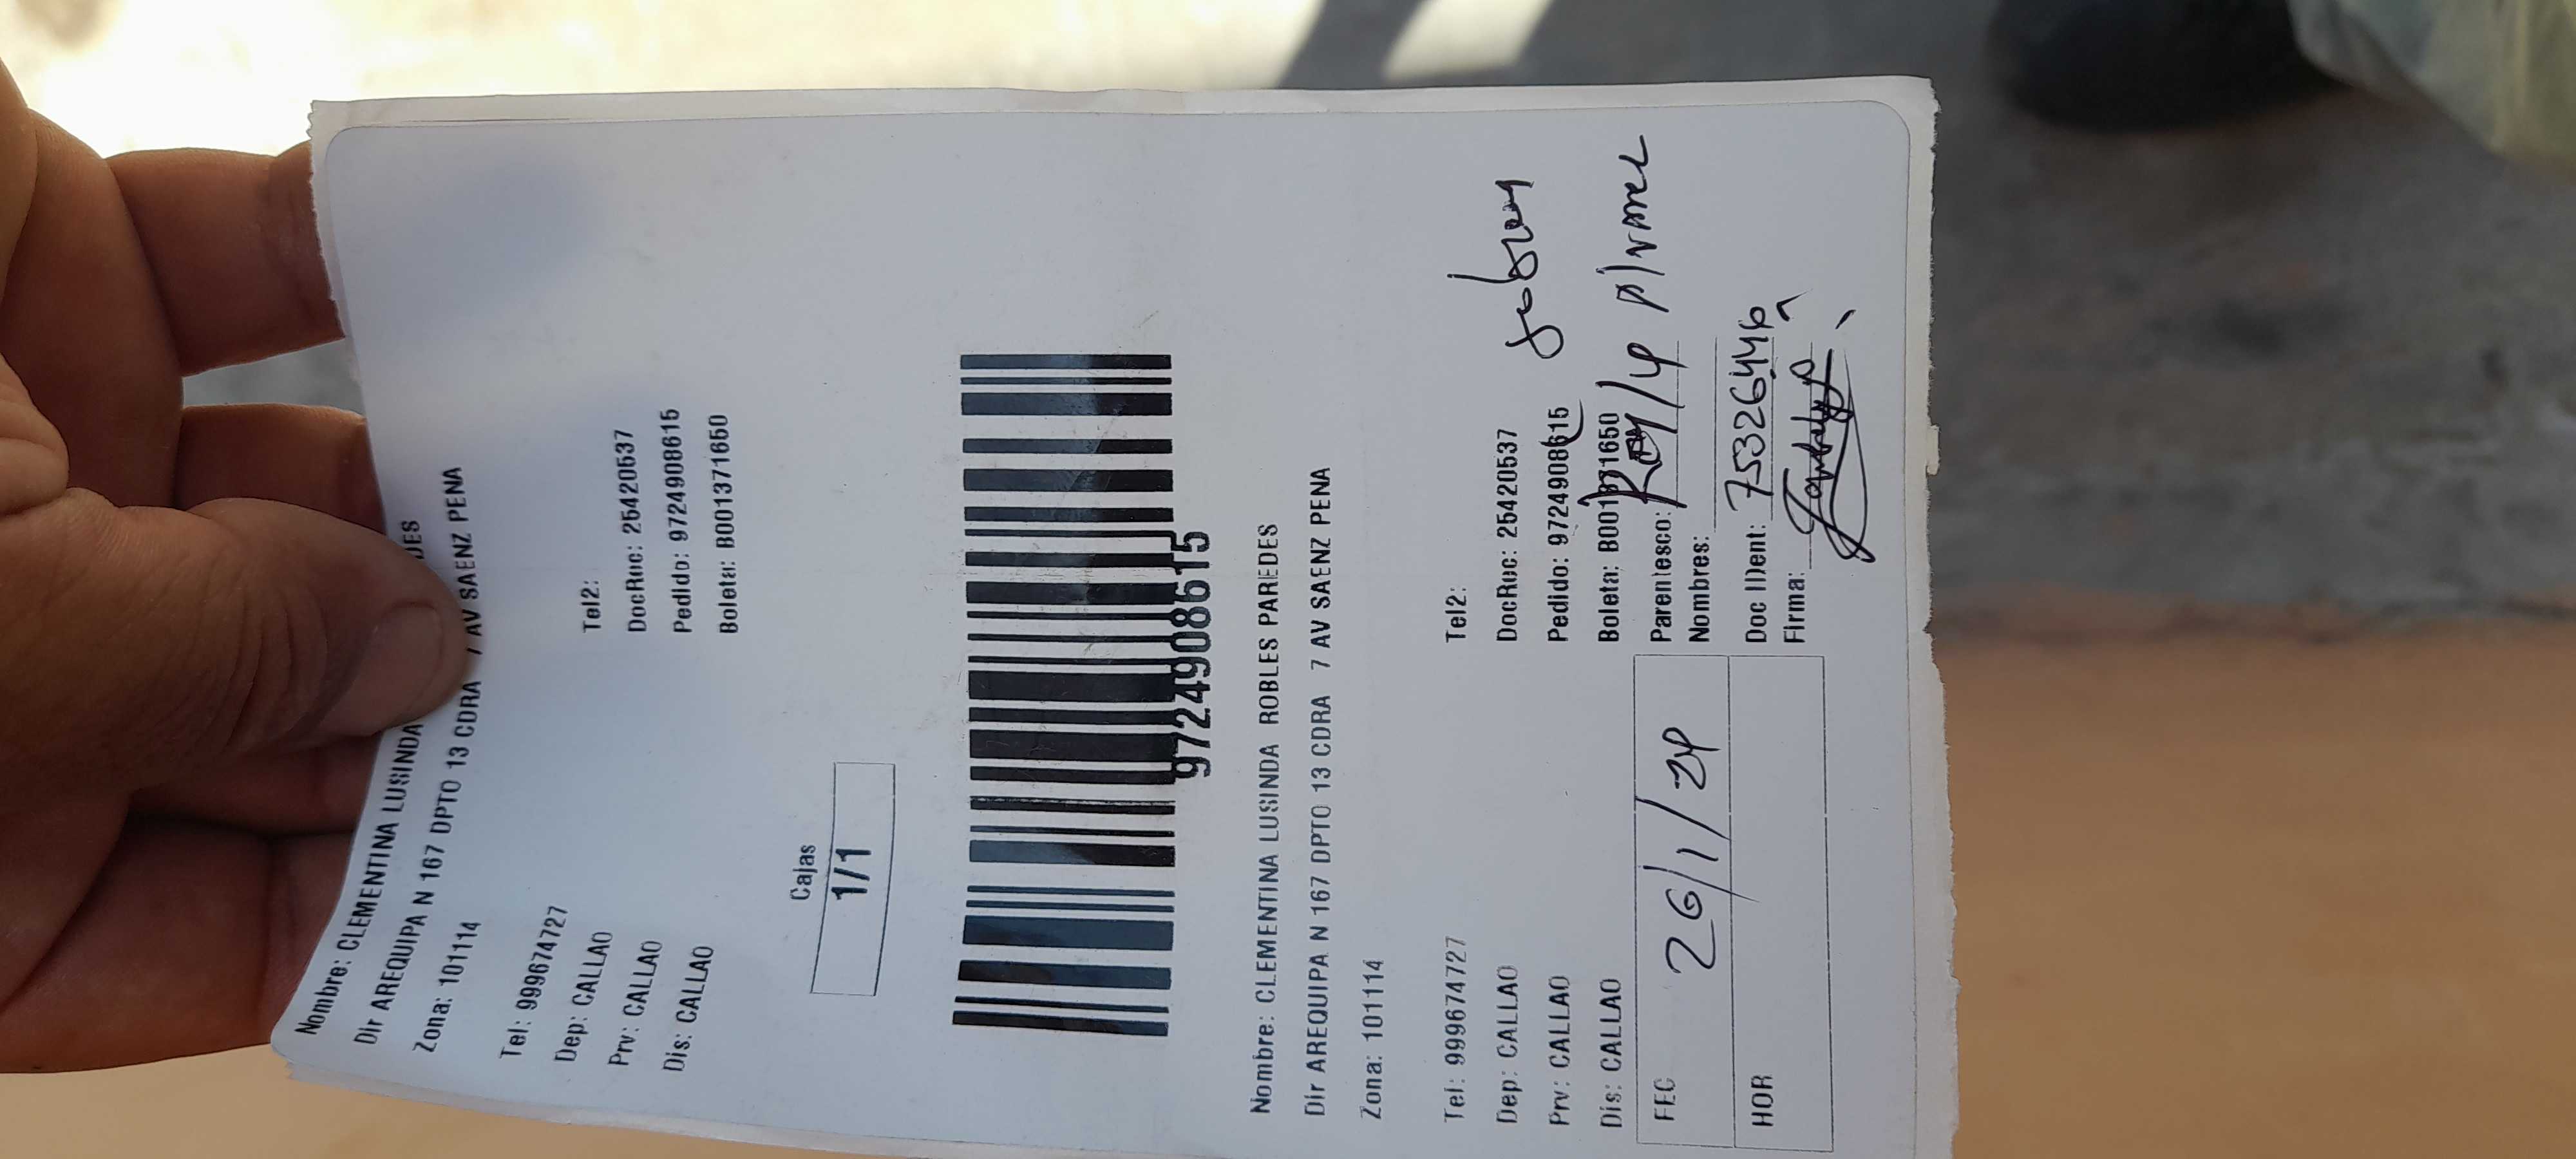 Nombre: CLEMENTINA LUSINDA DES
Dir AREQUIPA N 167 DPTO 13 CDRA 7 AV SAENZ PENA
Zona: 101114
Tel: 999674727 Tel2:
Dep: CALLAO DocRuc: 25420537
Prv: CALLAO Pedido: 9724908615
Dis: CALLAO Boleta: B001371650
Cajas
1/1
9724908615
Nombre: CLEMENTINA LUSINDA ROBLES PAREDES
Dir AREQUIPA N 167 DPTO 13 CDRA 7 AV SAENZ PENA
Zona: 101114
Tel: 999674727 Tel2:
Dep: CALLAO DocRuc: 25420537
Prv: CALLAO Pedido: 9724908615
Dis: CALLAO Boleta: B001371650
FEC 26/1/24 Parentesco:
Nombres:
HOR Doc IDent: 75326446
Firma: